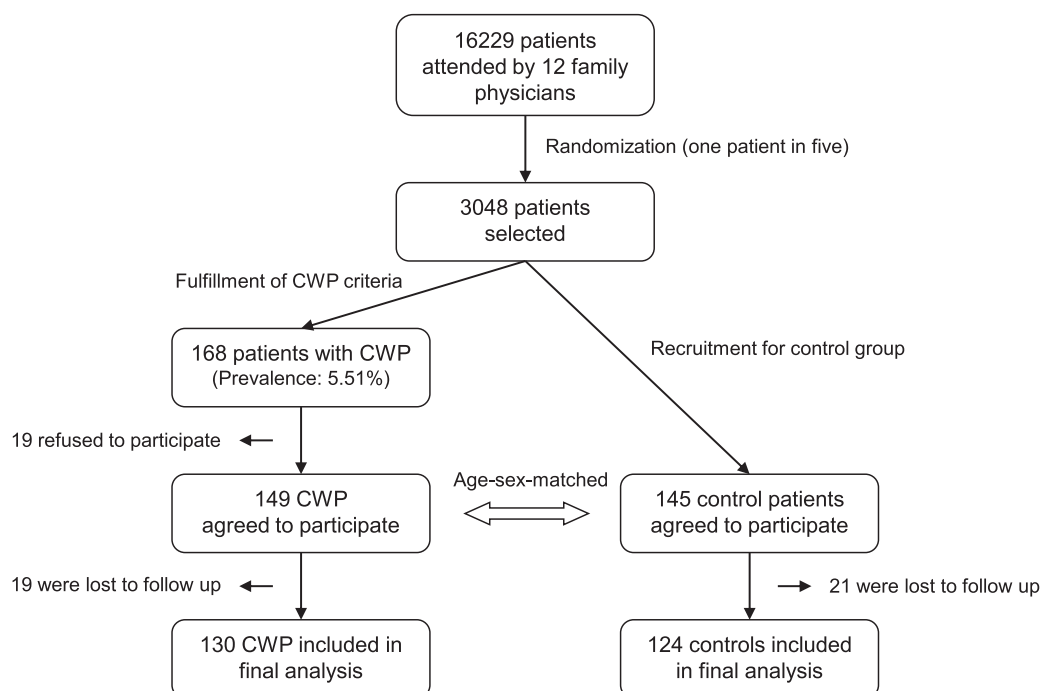 16229 patients
attended by 12 family
physicians
Randomization (one patient in five)
3048 patients
selected
Fulfillment of CWP criteria
168 patients with CWP
(Prevalence: 5.51%)
Recruitment for control group
19 refused to participate
149 CWP
agreed to participate
Age-sex-matched
145 control patients
agreed to participate
19 were lost to follow up
21 were lost to follow up
130 CWP included in
final analysis
124 controls included
in final analysis